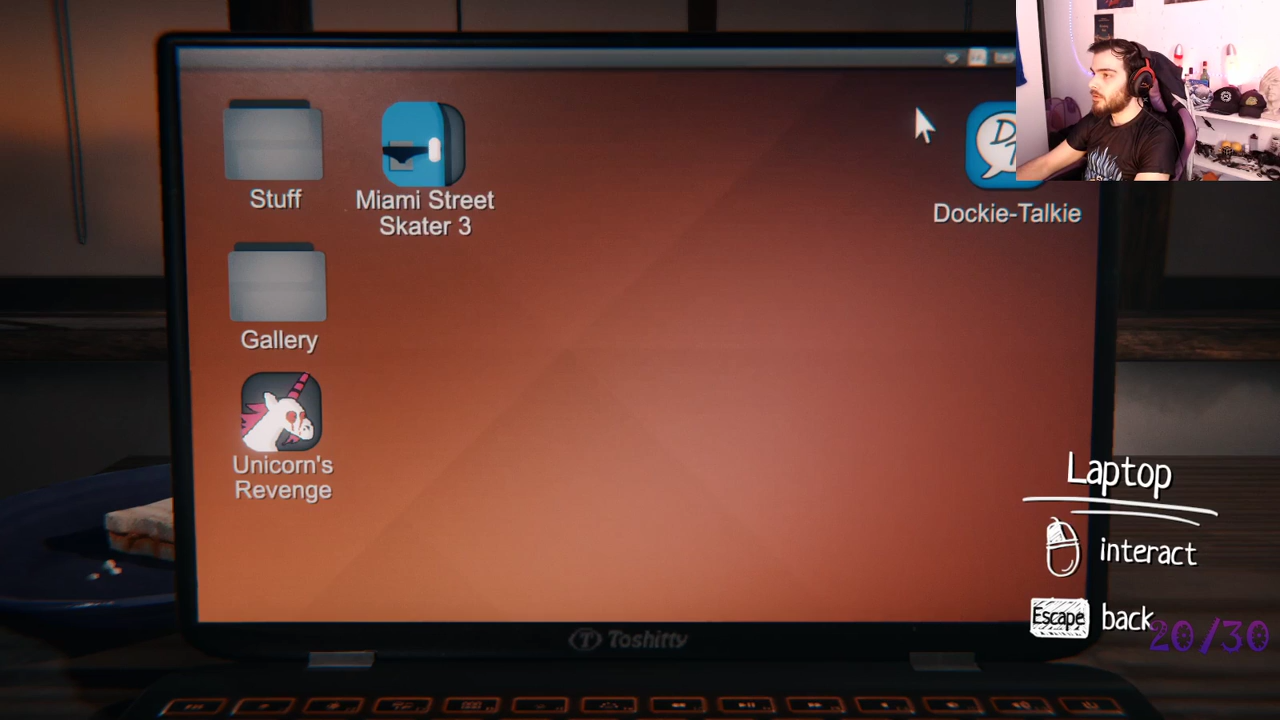 Stuff
Miami Street
Skater 3
Dockie-Talkie
Gallery
Unicorn's
Revenge
Laptop
interact
Escape back
20/30
Toshitty